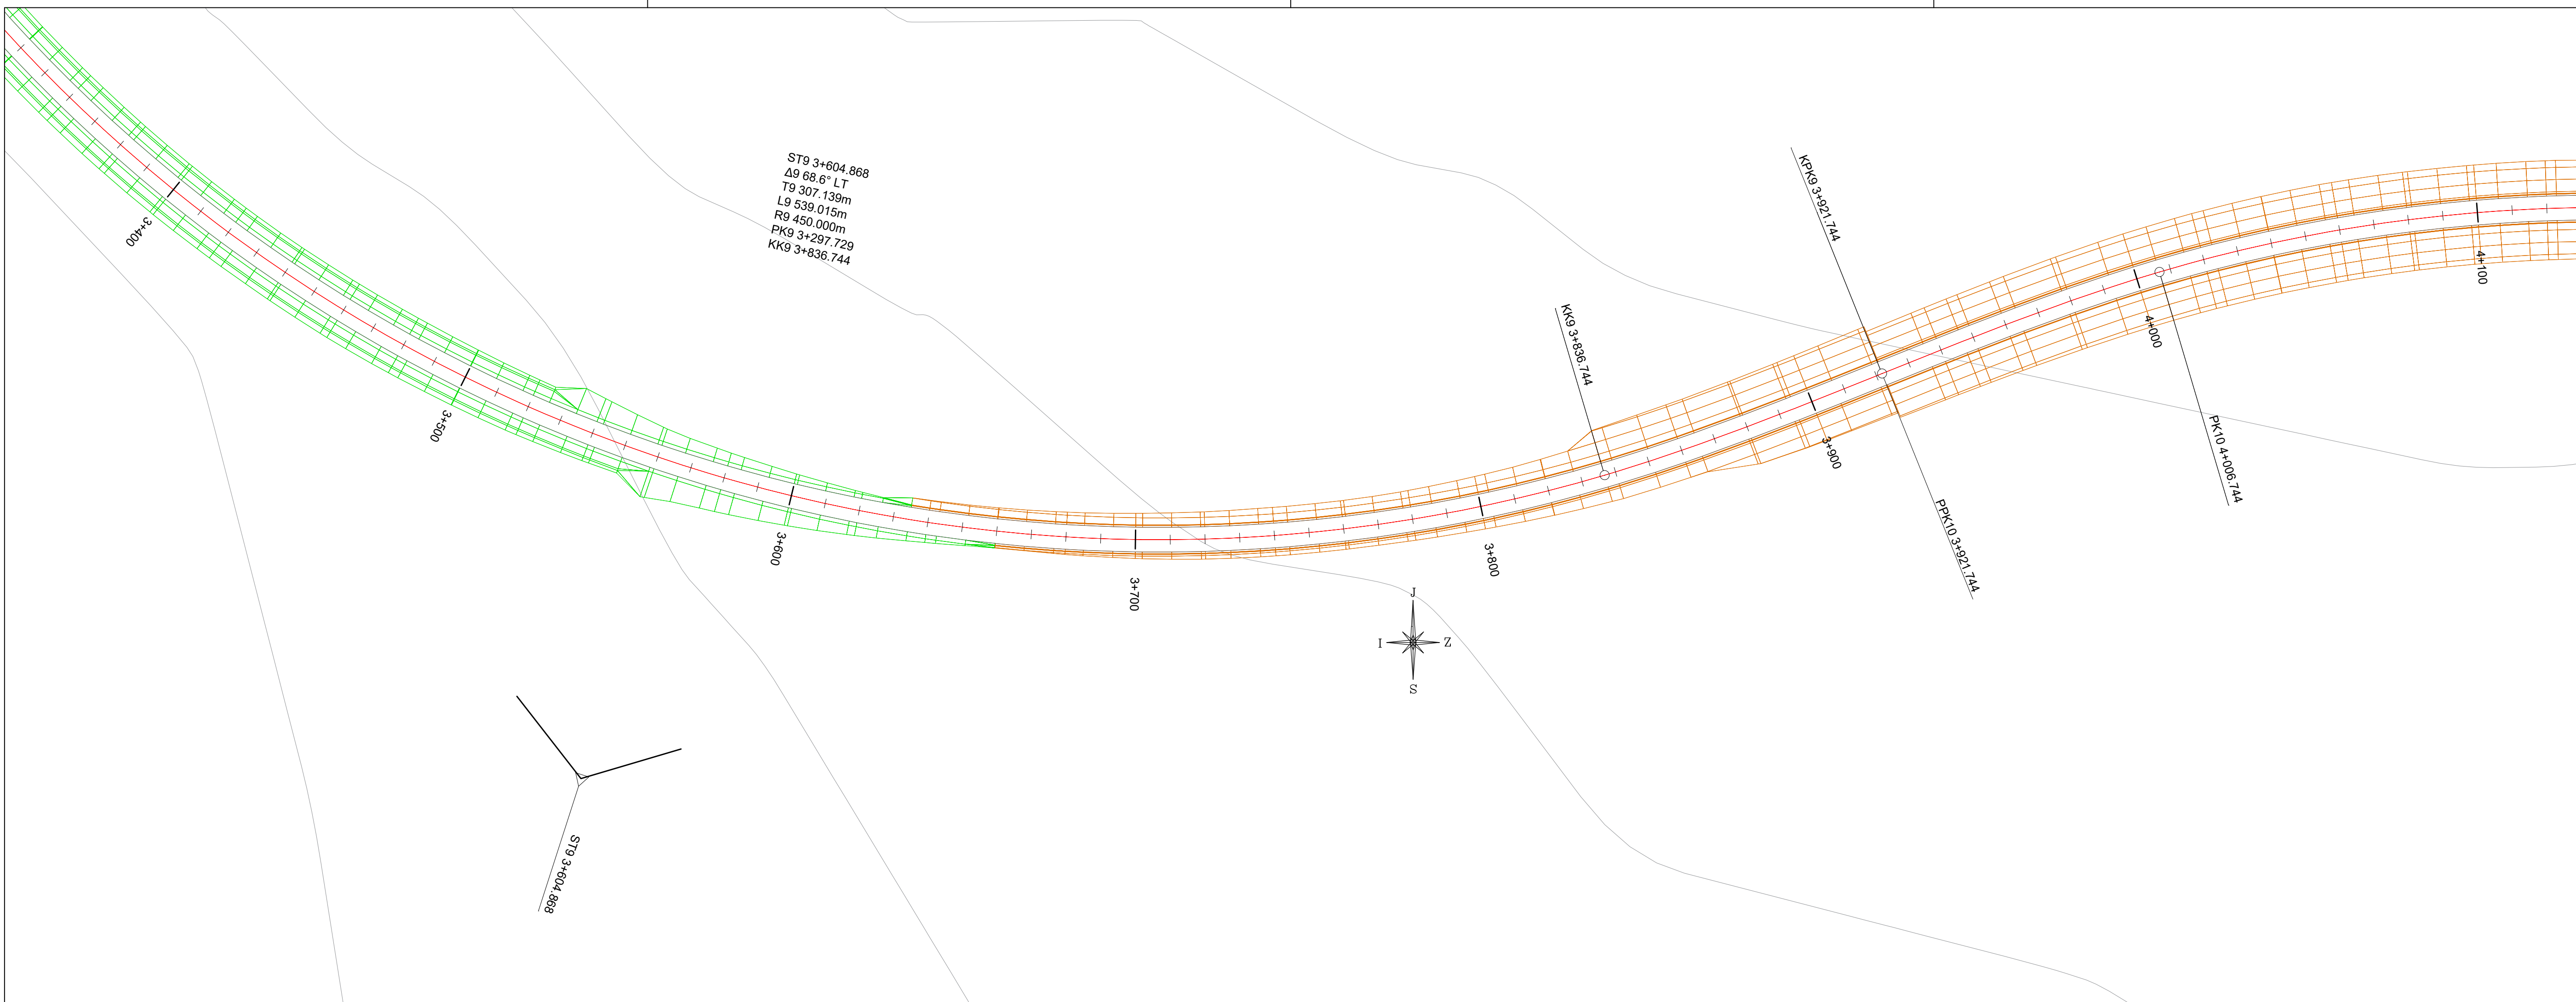 ST9 3+604.868
Δ9 68.6° LT
T9 307.139m
L9 539.015m
R9 450.000m
PK9 3+297.729
KK9 3+836.744
3+400
3+500
3+600
3+700
3+800
3+900
4+000
4+100
KK9 3+836.744
KPK9 3+921.744
PPK10 3+921.744
PK10 4+006.744
J
I
Z
S
ST9 3+604.868